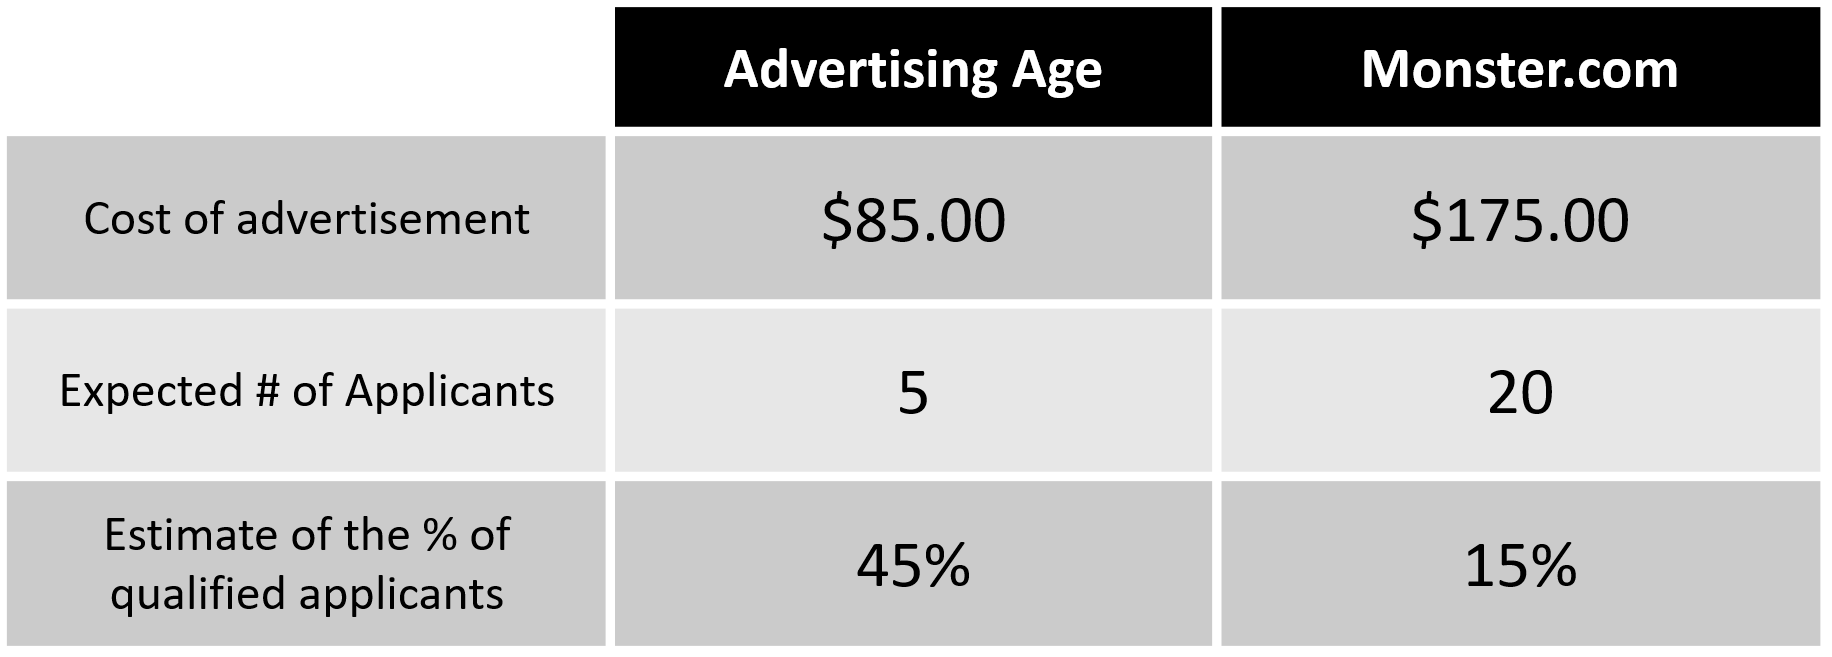 Advertising Age
Monster.com
Cost of advertisement
$85.00
$175.00
Expected # of Applicants
5
20
Estimate of the % of
qualified applicants
45%
15%